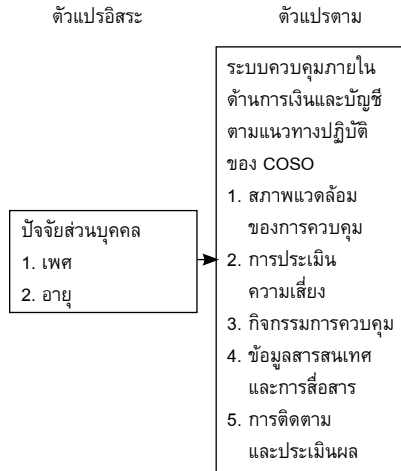 ตัวแปรอิสระ
ตัวแปรตาม
ปัจจัยส่วนบุคคล
1. เพศ
2. อายุ
ระบบควบคุมภายใน
ด้านการเงินและบัญชี
ตามแนวทางปฏิบัติ
ของ COSO
1. สภาพแวดล้อม
ของการควบคุม
2. การประเมิน
ความเสี่ยง
3. กิจกรรมการควบคุม
4. ข้อมูลสารสนเทศ
และการสื่อสาร
5. การติดตาม
และประเมินผล